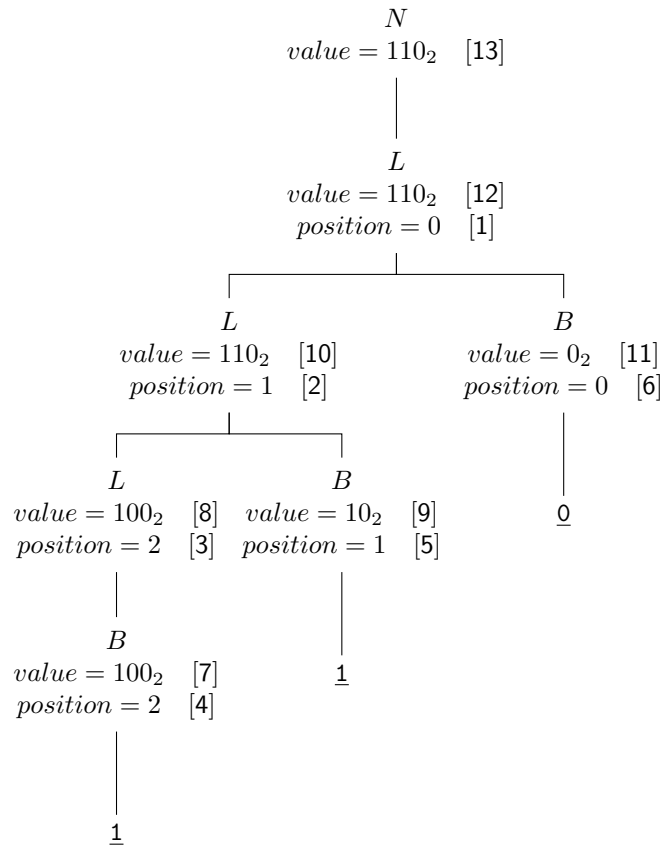 N
value = 110₂ [13]
L
value = 110₂ [12]
position = 0 [1]
L B
value = 110₂ [10] value = 0₂ [11]
position = 1 [2] position = 0 [6]
L B
value = 100₂ [8] value = 10₂ [9] 0
position = 2 [3] position = 1 [5]
B
value = 100₂ [7] 1
position = 2 [4]
1